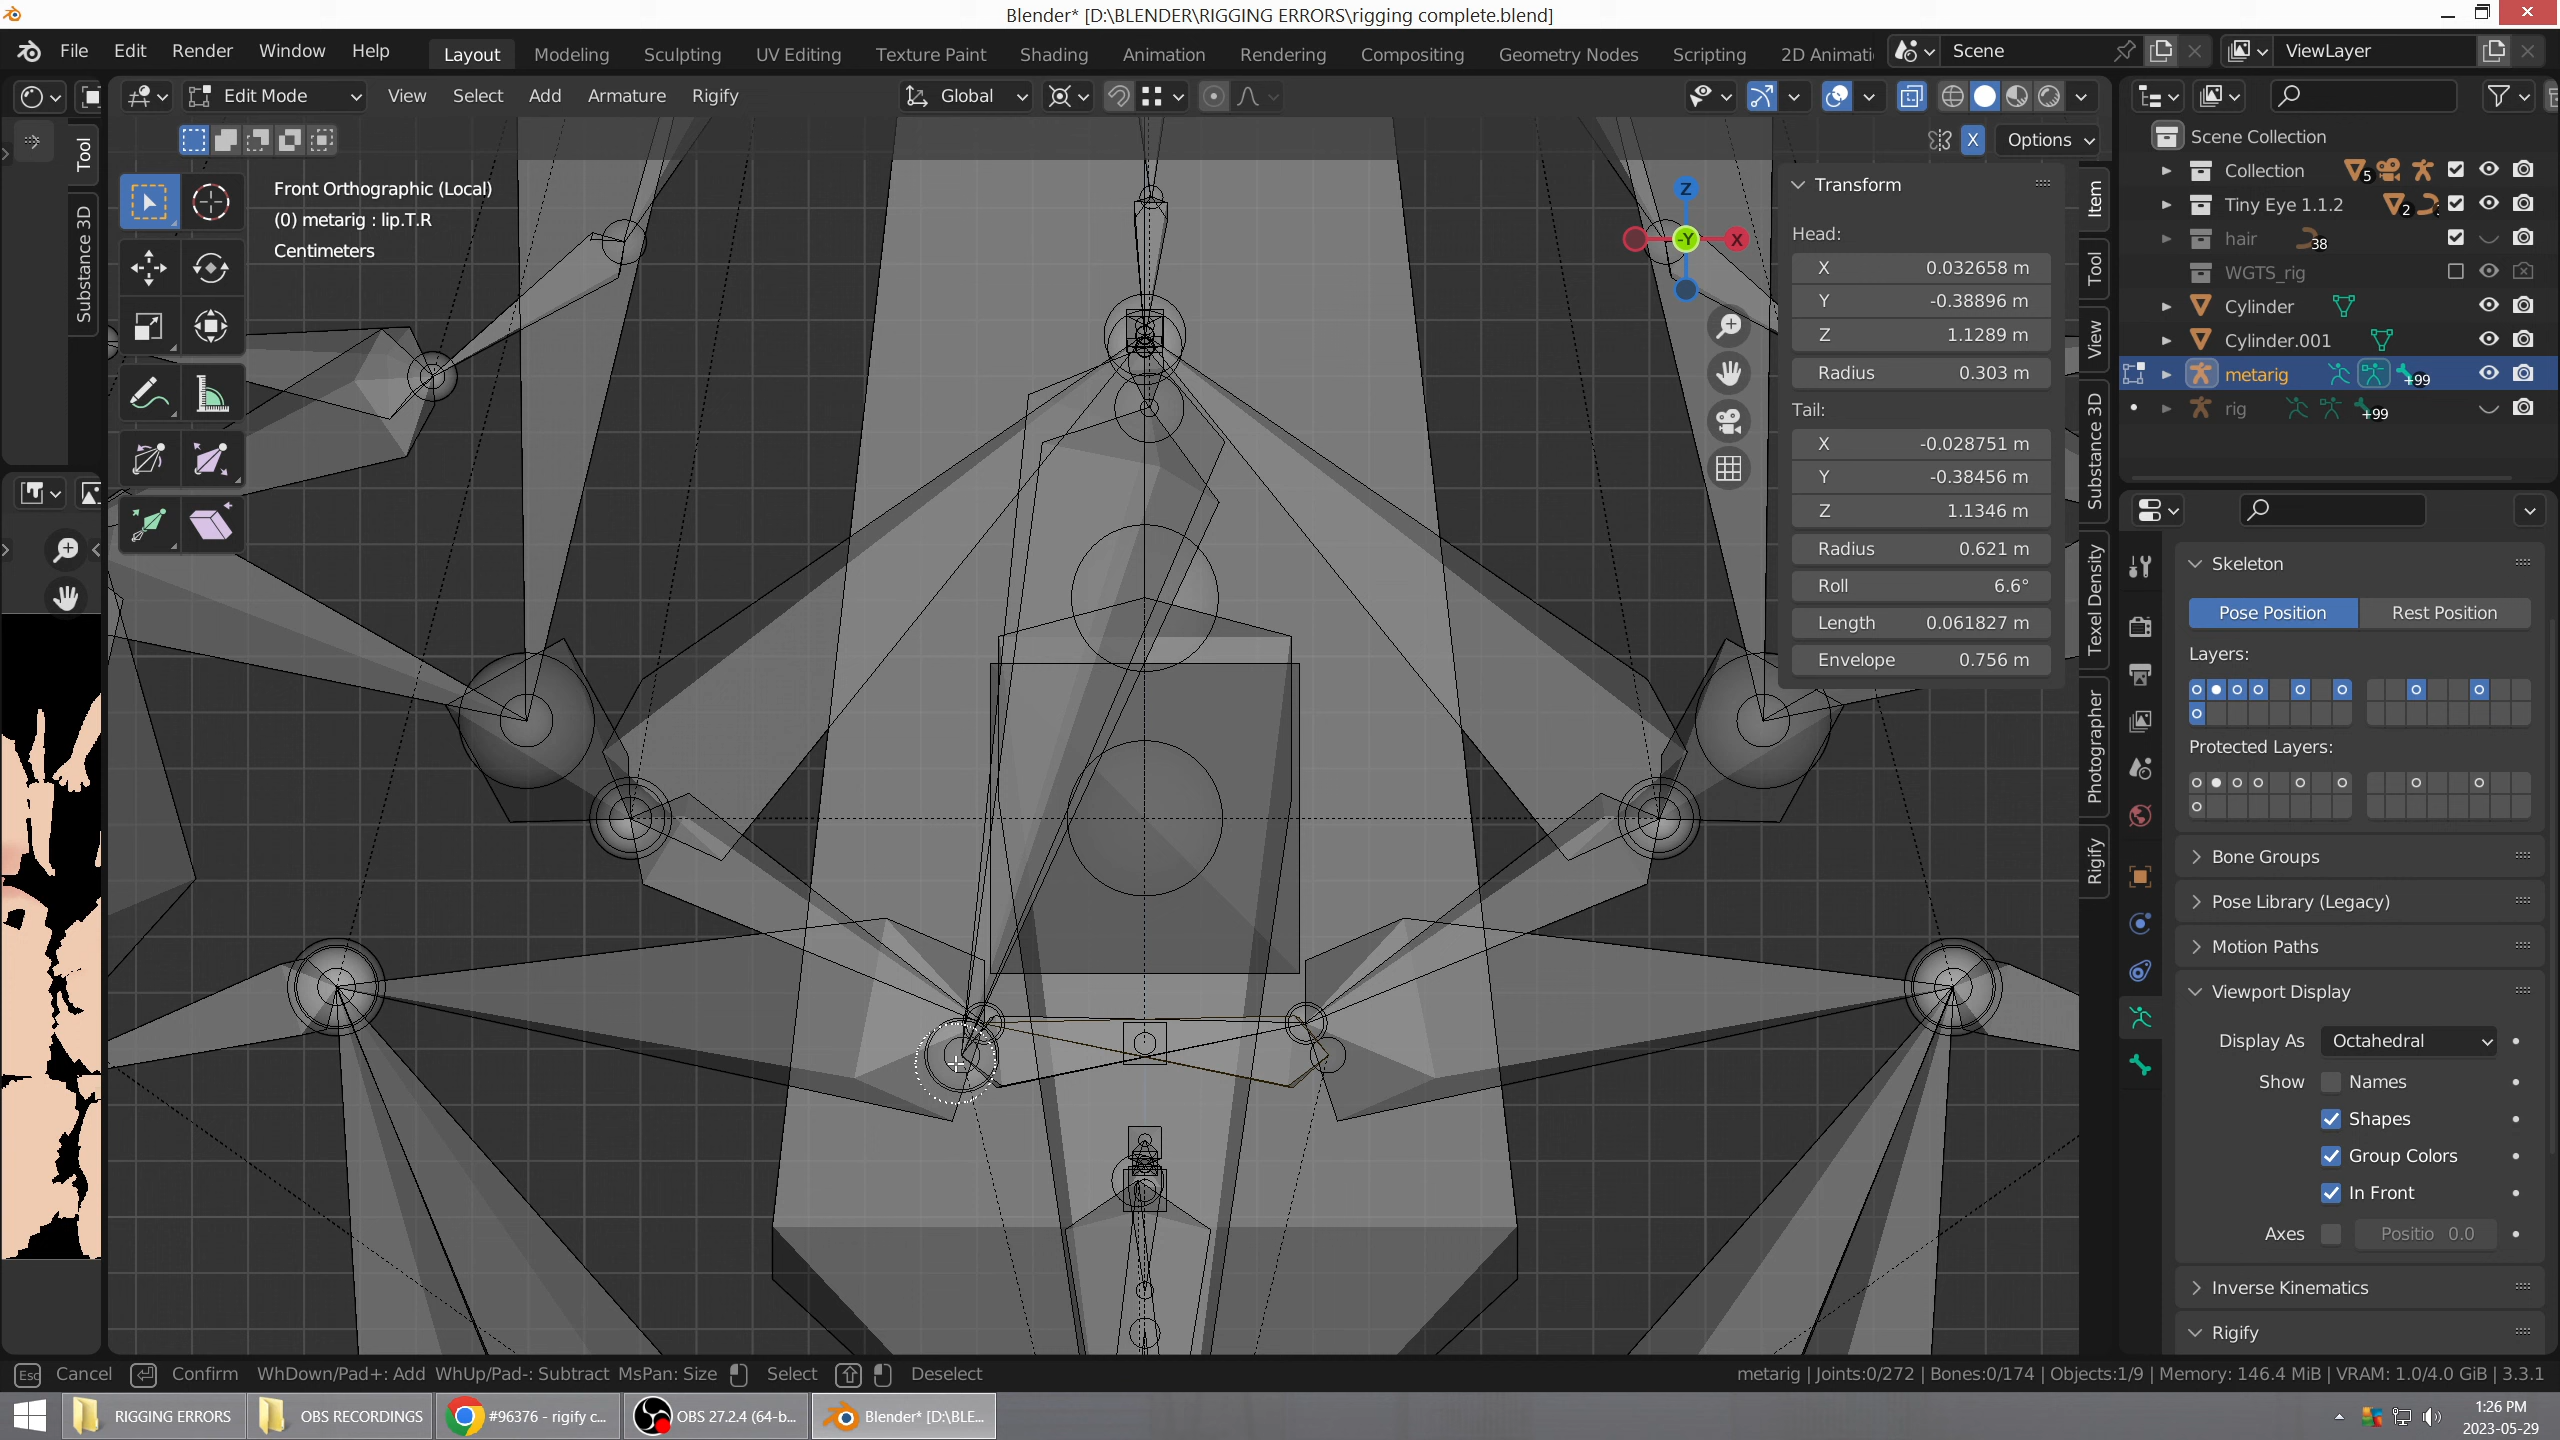 Blender* [D:\BLENDER\RIGGING ERRORS\rigging complete.blend]
File Edit Render Window Help
Layout Modeling Sculpting UV Editing Texture Paint Shading Animation Rendering Compositing Geometry Nodes Scripting 2D Animati
Scene
ViewLayer
Edit Mode View Select Add Armature Rigify
Global
X Options
Tool
Substance 3D
Front Orthographic (Local)
(0) metarig : lip.T.R
Centimeters
Z
-Y
X
Transform
Head:
X 0.032658 m
Y -0.38896 m
Z 1.1289 m
Radius 0.303 m
Tail:
X -0.028751 m
Y -0.38456 m
Z 1.1346 m
Radius 0.621 m
Roll 6.6°
Length 0.061827 m
Envelope 0.756 m
Item
Tool
View
Substance 3D
Texel Density
Photographer
Rigify
Scene Collection
Collection 5
Tiny Eye 1.1.2 2
hair 38
WGTS_rig
Cylinder
Cylinder.001
metarig +99
rig +99
Skeleton
Pose Position Rest Position
Layers:
Protected Layers:
Bone Groups
Pose Library (Legacy)
Motion Paths
Viewport Display
Display As Octahedral
Show Names
Shapes
Group Colors
In Front
Axes Positio 0.0
Inverse Kinematics
Rigify
Esc Cancel Confirm WhDown/Pad+: Add WhUp/Pad-: Subtract MsPan: Size Select Deselect
metarig | Joints:0/272 | Bones:0/174 | Objects:1/9 | Memory: 146.4 MiB | VRAM: 1.0/4.0 GiB | 3.3.1
RIGGING ERRORS
OBS RECORDINGS
#96376 - rigify c...
OBS 27.2.4 (64-b...
Blender* [D:\BLE...
1:26 PM
2023-05-29